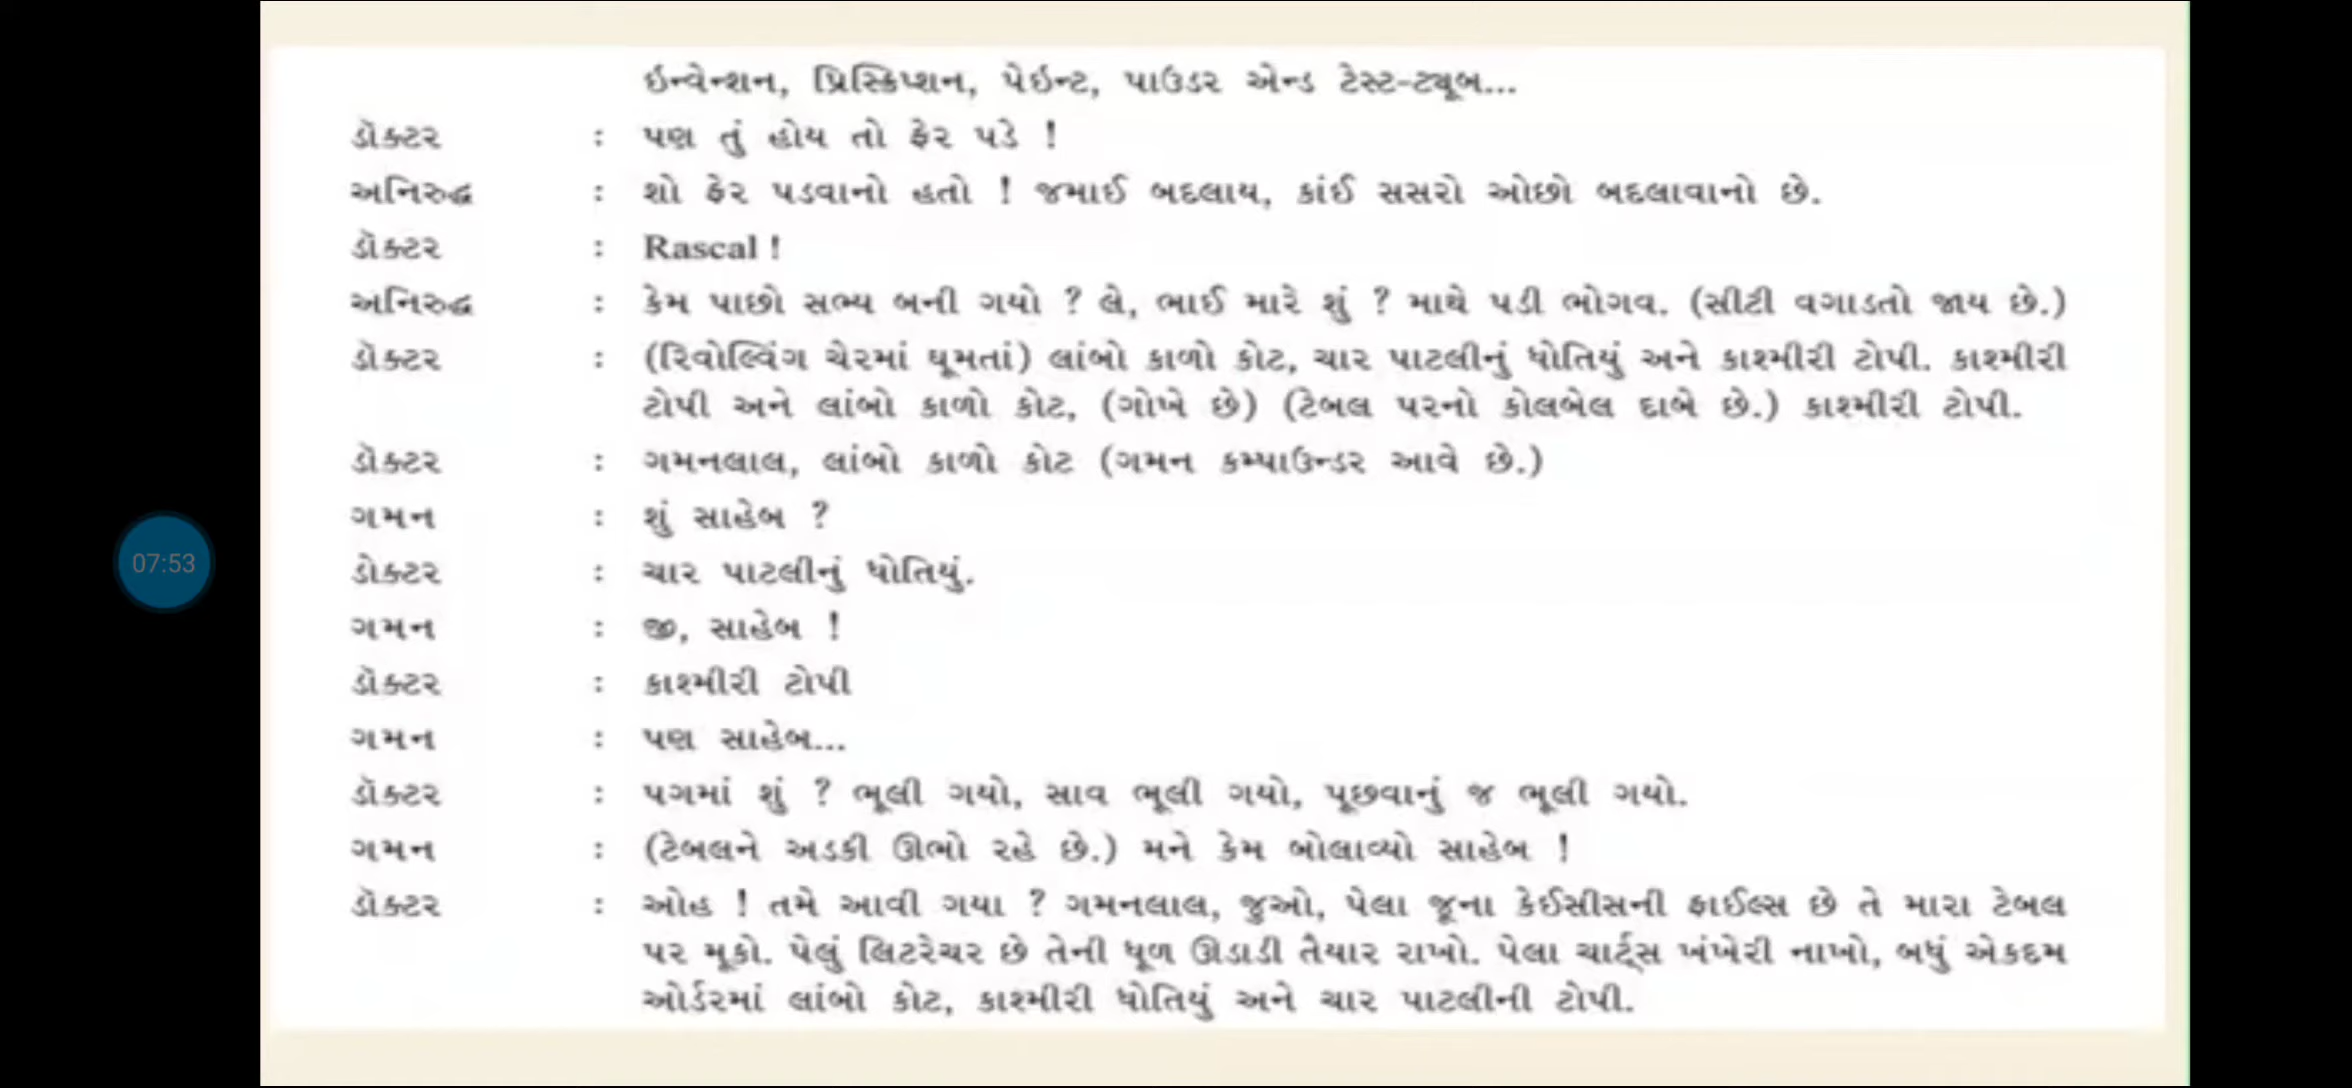 ઇન્વેન્શન, પ્રિસ્ક્રિપ્શન, પેઇન્ટ, પાઉડર એન્ડ ટેસ્ટ-ટ્યૂબ...
ડૉક્ટર : પણ તું હોય તો ફેર પડે !
અનિરુદ્ધ : શો ફેર પડવાનો હતો ! જમાઈ બદલાય, કાંઈ સસરો ઓછો બદલાવાનો છે.
ડૉક્ટર : Rascal !
અનિરુદ્ધ : કેમ પાછો સભ્ય બની ગયો ? લે, ભાઈ મારે શું ? માથે પડી ભોગવ. (સીટી વગાડતો જાય છે.)
ડૉક્ટર : (રિવોલ્વિંગ ચેરમાં ઘૂમતાં) લાંબો કાળો કોટ, ચાર પાટલીનું ધોતિયું અને કાશ્મીરી ટોપી. કાશ્મીરી
ટોપી અને લાંબો કાળો કોટ, (ગોખે છે) (ટેબલ પરનો કોલબેલ દાબે છે.) કાશ્મીરી ટોપી.
ડૉક્ટર : ગમનલાલ, લાંબો કાળો કોટ (ગમન કમ્પાઉન્ડર આવે છે.)
ગમન : શું સાહેબ ?
07:53
ડોક્ટર : ચાર પાટલીનું ધોતિયું.
ગમન : જી, સાહેબ !
ડૉક્ટર : કાશ્મીરી ટોપી
ગમન : પણ સાહેબ...
ડૉક્ટર : પગમાં શું ? ભૂલી ગયો, સાવ ભૂલી ગયો, પૂછવાનું જ ભૂલી ગયો.
ગમન : (ટેબલને અડકી ઊભો રહે છે.) મને કેમ બોલાવ્યો સાહેબ !
ડૉક્ટર : ઓહ ! તમે આવી ગયા ? ગમનલાલ, જુઓ, પેલા જૂના કેઈસીસની ફાઈલ્સ છે તે મારા ટેબલ
પર મૂકો. પેલું લિટરેચર છે તેની ધૂળ ઊડાડી તૈયાર રાખો. પેલા ચાર્ટ્સ ખંખેરી નાખો, બધું એકદમ
ઓર્ડરમાં લાંબો કોટ, કાશ્મીરી ધોતિયું અને ચાર પાટલીની ટોપી.